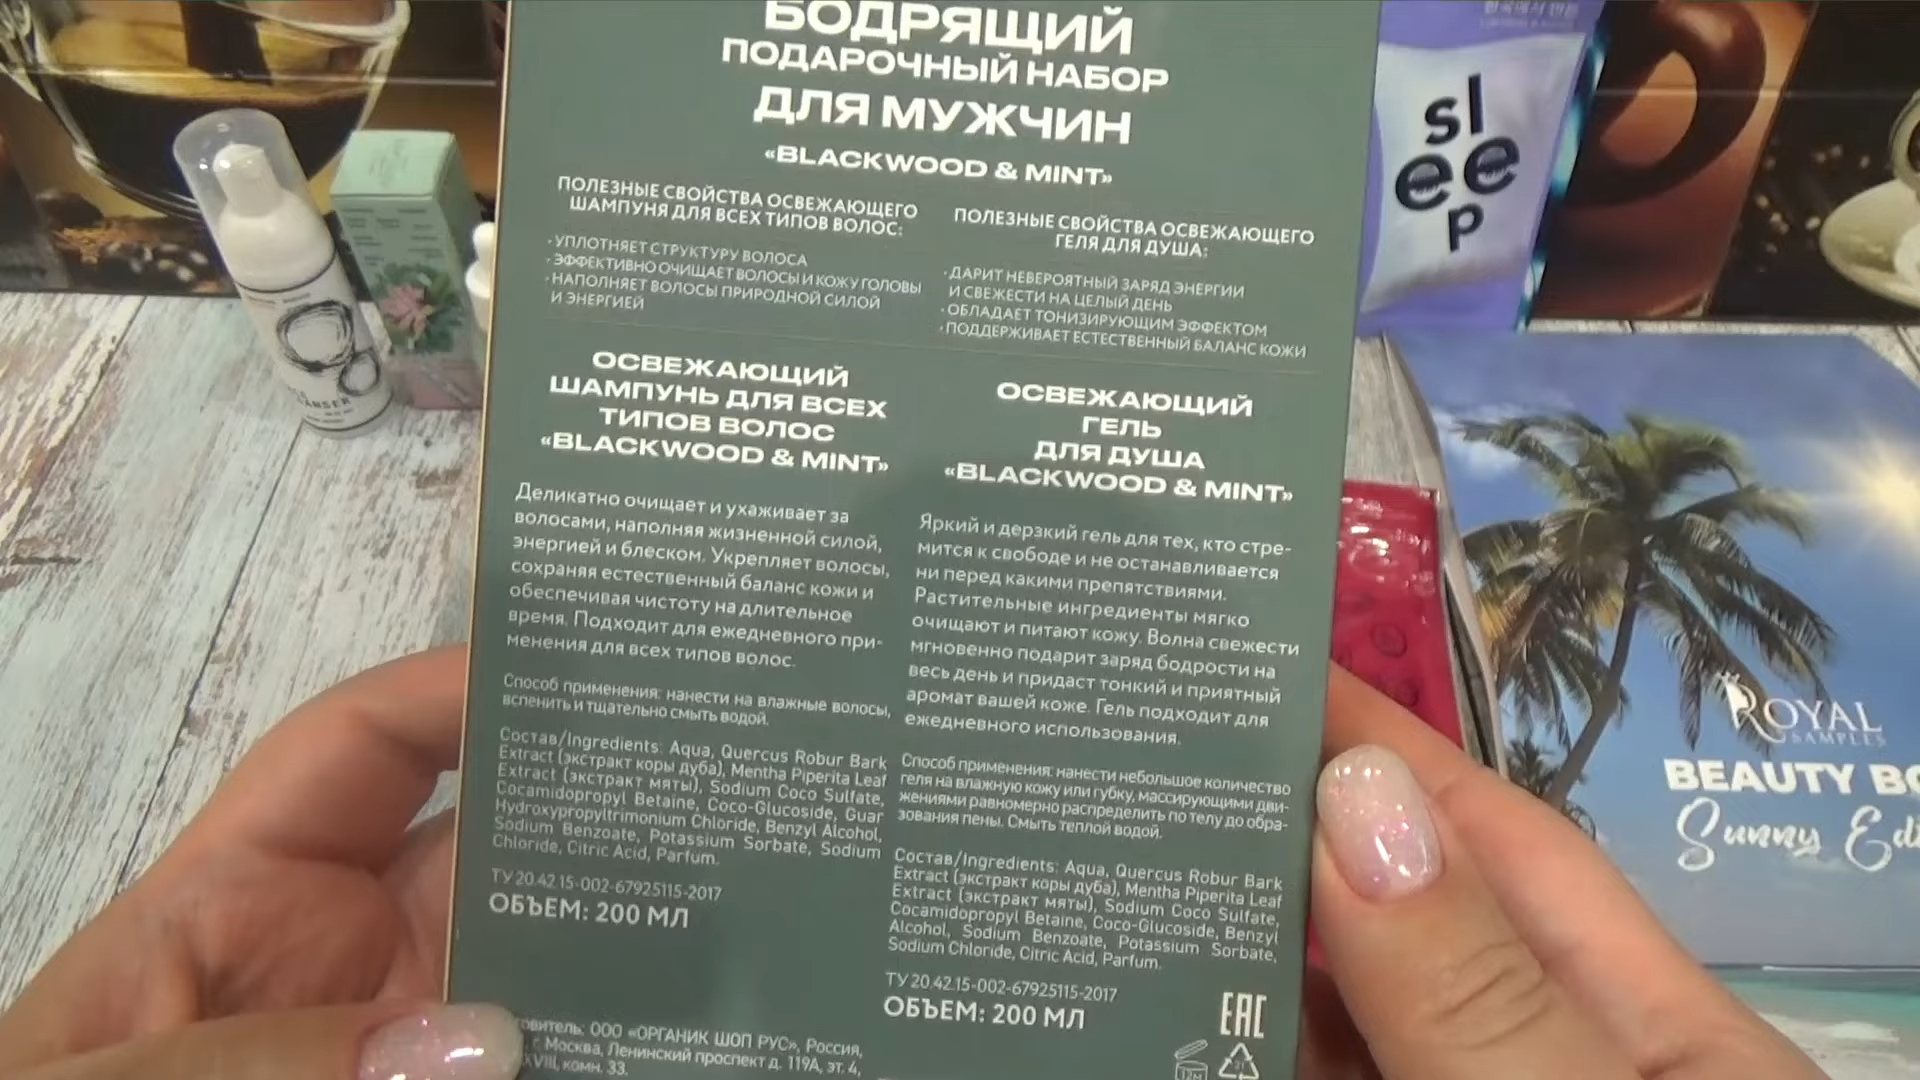 БОДРЯЩИЙ
ПОДАРОЧНЫЙ НАБОР
ДЛЯ МУЖЧИН
«BLACKWOOD & MINT»
ПОЛЕЗНЫЕ СВОЙСТВА ОСВЕЖАЮЩЕГО
ШАМПУНЯ ДЛЯ ВСЕХ ТИПОВ ВОЛОС:
· УПЛОТНЯЕТ СТРУКТУРУ ВОЛОСА
· ЭФФЕКТИВНО ОЧИЩАЕТ ВОЛОСЫ И КОЖУ ГОЛОВЫ
· НАПОЛНЯЕТ ВОЛОСЫ ПРИРОДНОЙ СИЛОЙ
И ЭНЕРГИЕЙ
ПОЛЕЗНЫЕ СВОЙСТВА ОСВЕЖАЮЩЕГО
ГЕЛЯ ДЛЯ ДУША:
· ДАРИТ НЕВЕРОЯТНЫЙ ЗАРЯД ЭНЕРГИИ
И СВЕЖЕСТИ НА ЦЕЛЫЙ ДЕНЬ
· ОБЛАДАЕТ ТОНИЗИРУЮЩИМ ЭФФЕКТОМ
· ПОДДЕРЖИВАЕТ ЕСТЕСТВЕННЫЙ БАЛАНС КОЖИ
ОСВЕЖАЮЩИЙ
ШАМПУНЬ ДЛЯ ВСЕХ
ТИПОВ ВОЛОС
«BLACKWOOD & MINT»
Деликатно очищает и ухаживает за
волосами, наполняя жизненной силой,
энергией и блеском. Укрепляет волосы,
сохраняя естественный баланс кожи и
обеспечивая чистоту на длительное
время. Подходит для ежедневного при-
менения для всех типов волос.
Способ применения: нанести на влажные волосы,
вспенить и тщательно смыть водой.
Состав/Ingredients: Aqua, Quercus Robur Bark
Extract (экстракт коры дуба), Mentha Piperita Leaf
Extract (экстракт мяты), Sodium Coco Sulfate,
Cocamidopropyl Betaine, Coco-Glucoside, Guar
Hydroxypropyltrimonium Chloride, Benzyl Alcohol,
Sodium Benzoate, Potassium Sorbate, Sodium
Chloride, Citric Acid, Parfum.
ТУ 20.42.15-002-67925115-2017
ОБЪЕМ: 200 МЛ
ОСВЕЖАЮЩИЙ
ГЕЛЬ
ДЛЯ ДУША
«BLACKWOOD & MINT»
Яркий и дерзкий гель для тех, кто стре-
мится к свободе и не останавливается
ни перед какими препятствиями.
Растительные ингредиенты мягко
очищают и питают кожу. Волна свежести
мгновенно подарит заряд бодрости на
весь день и придаст тонкий и приятный
аромат вашей коже. Гель подходит для
ежедневного использования.
Способ применения: нанести небольшое количество
геля на влажную кожу или губку, массирующими дви-
жениями равномерно распределить по телу до обра-
зования пены. Смыть теплой водой.
Состав/Ingredients: Aqua, Quercus Robur Bark
Extract (экстракт коры дуба), Mentha Piperita Leaf
Extract (экстракт мяты), Sodium Coco Sulfate,
Cocamidopropyl Betaine, Coco-Glucoside, Benzyl
Alcohol, Sodium Benzoate, Potassium Sorbate,
Sodium Chloride, Citric Acid, Parfum.
ТУ 20.42.15-002-67925115-2017
ОБЪЕМ: 200 МЛ
EAC
12М
21
овитель: ООО «ОРГАНИК ШОП РУС», Россия,
г. Москва, Ленинский проспект д. 119А, эт. 4,
XVIII, комн. 33.
sl
ee
p
ROYAL
SAMPLES
BEAUTY BO
Sunny Edi